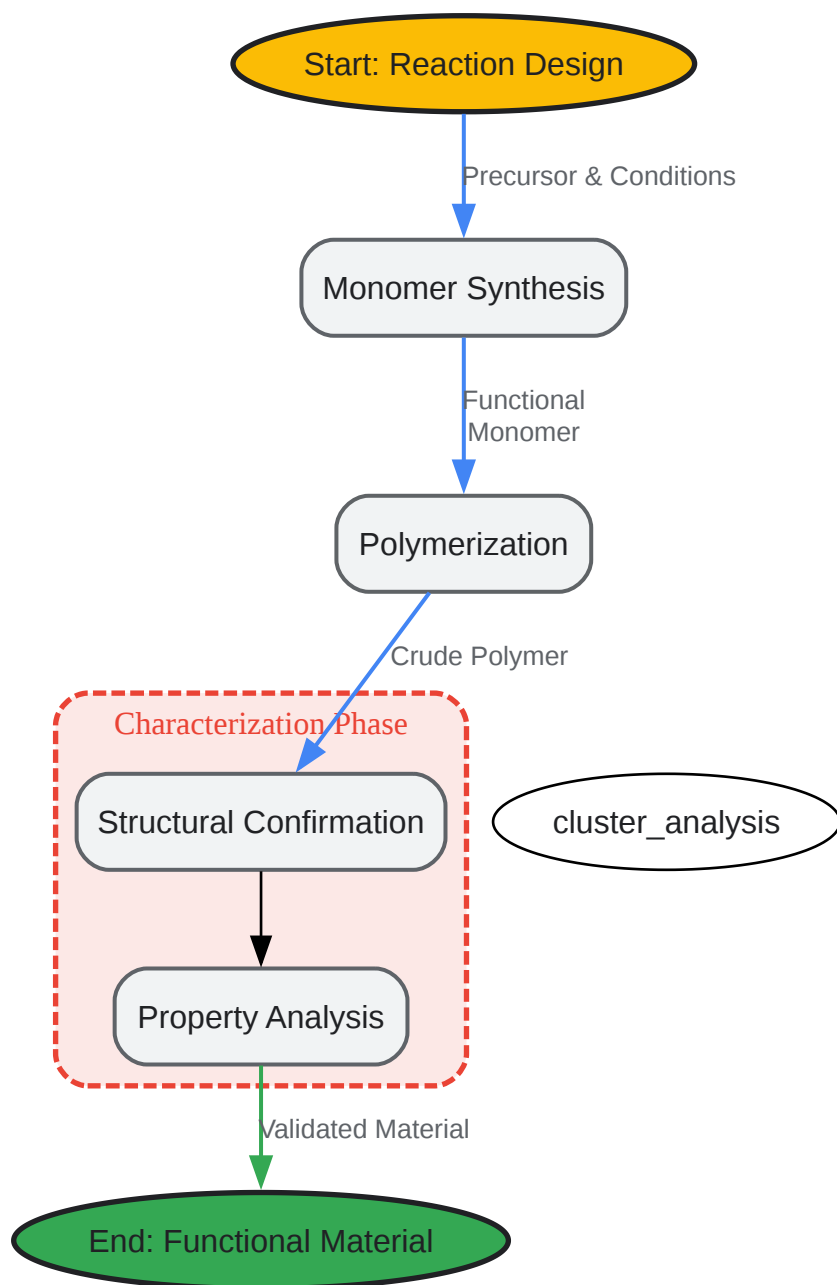 Start: Reaction Design
Precursor & Conditions
Monomer Synthesis
Functional
Monomer
Polymerization
Crude Polymer
Characterization Phase
Structural Confirmation
cluster_analysis
Property Analysis
Validated Material
End: Functional Material